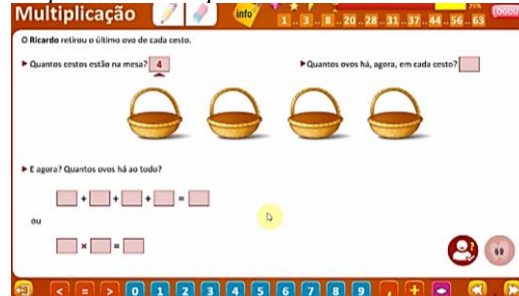 Multiplicação
info
1 .. 3 .. 8 .. 20 .. 28 .. 31 .. 37 .. 44 .. 56 .. 63
O Ricardo retirou o último ovo de cada cesto.
Quantos cestos estão na mesa? 4
Quantos ovos há, agora, em cada cesto?
E agora? Quantos ovos há ao todo?
+ + + =
ou
× =
< = > 0 1 2 3 4 5 6 7 8 9 , +